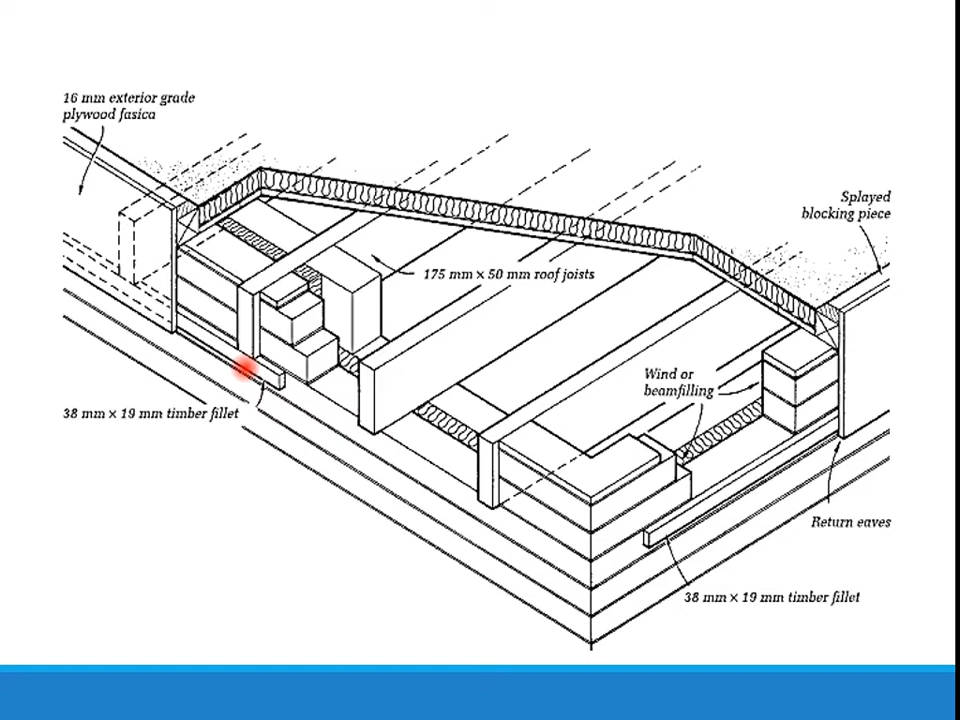 16 mm exterior grade
plywood fasica
Splayed
blocking piece
175 mm × 50 mm roof joists
Wind or
beamfilling
38 mm × 19 mm timber fillet
Return eaves
38 mm × 19 mm timber fillet